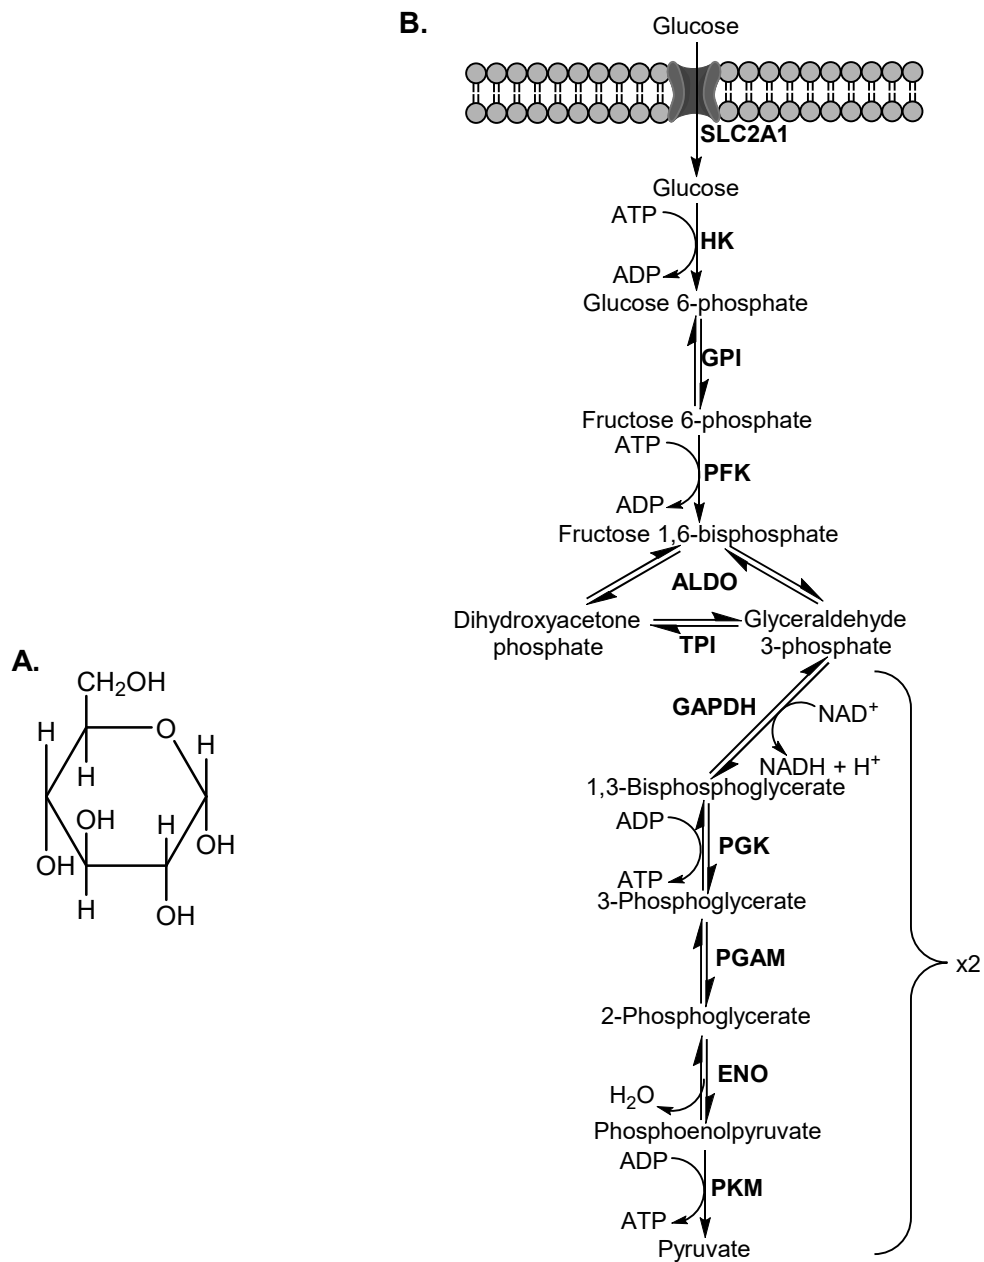 A.
CH₂OH
H
O
H
H
OH
H
OH
OH
H
OH
B.
Glucose
SLC2A1
Glucose
ATP
HK
ADP
Glucose 6-phosphate
GPI
Fructose 6-phosphate
ATP
PFK
ADP
Fructose 1,6-bisphosphate
ALDO
Dihydroxyacetone
phosphate
TPI
Glyceraldehyde
3-phosphate
GAPDH
NAD⁺
NADH + H⁺
1,3-Bisphosphoglycerate
ADP
PGK
ATP
3-Phosphoglycerate
PGAM
2-Phosphoglycerate
ENO
H₂O
Phosphoenolpyruvate
ADP
PKM
ATP
Pyruvate
x2